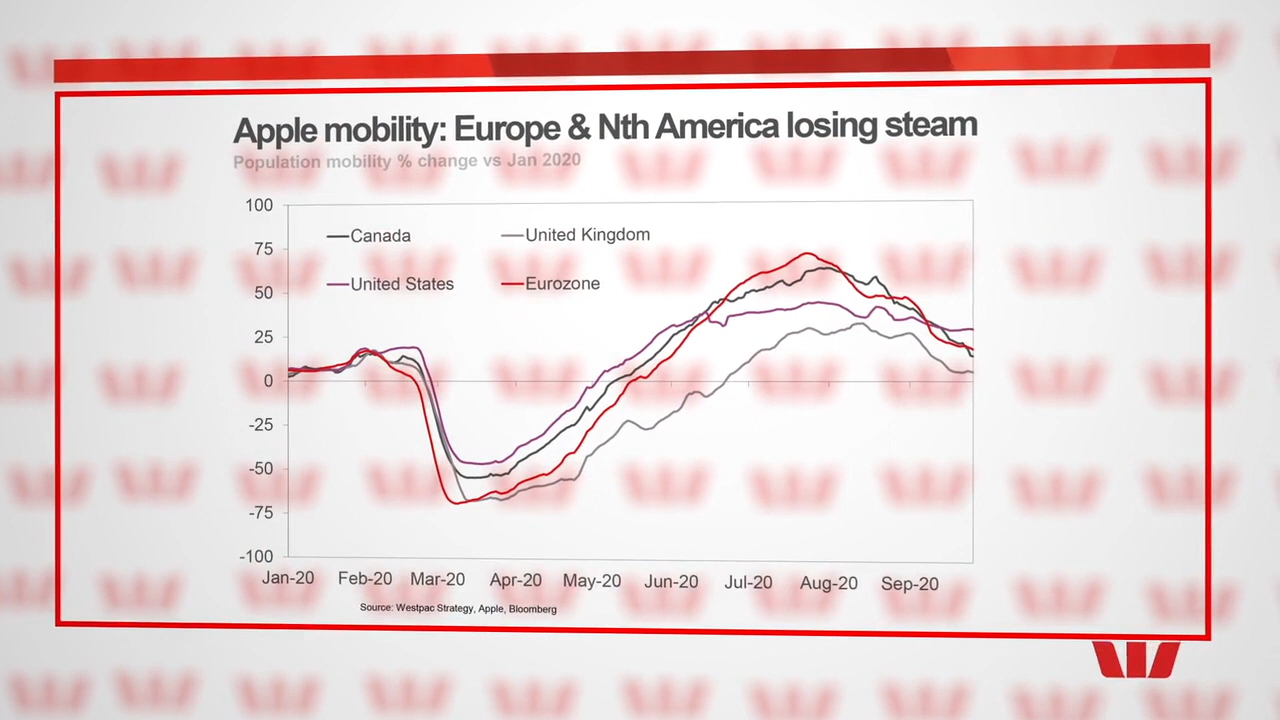 Apple mobility: Europe & Nth America losing steam
Population mobility % change vs Jan 2020
100
75
50
25
0
-25
-50
-75
-100
Canada
United Kingdom
United States
Eurozone
Jan-20 Feb-20 Mar-20 Apr-20 May-20 Jun-20 Jul-20 Aug-20 Sep-20
Source: Westpac Strategy, Apple, Bloomberg